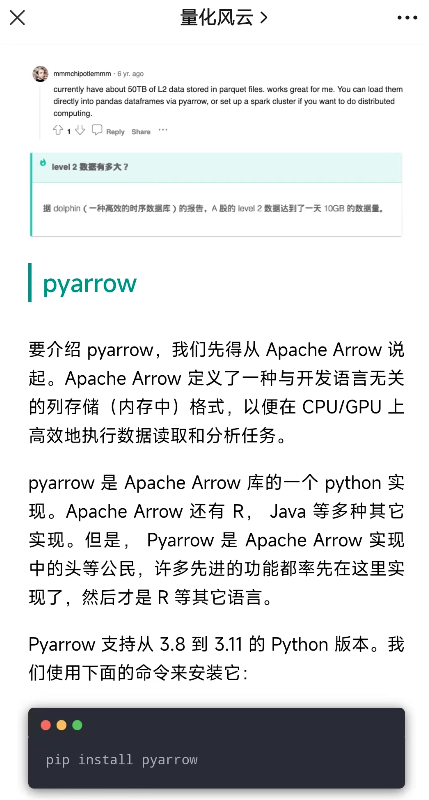 量化风云
mmmchipotlemmm · 6 yr. ago
currently have about 50TB of L2 data stored in parquet files. works great for me. You can load them
directly into pandas dataframes via pyarrow, or set up a spark cluster if you want to do distributed
computing.
1 Reply Share ...
level 2 数据有多大？
据 dolphin（一种高效的时序数据库）的报告，A 股的 level 2 数据达到了一天 10GB 的数据量。
pyarrow
要介绍 pyarrow，我们先得从 Apache Arrow 说
起。Apache Arrow 定义了一种与开发语言无关
的列存储（内存中）格式，以便在 CPU/GPU 上
高效地执行数据读取和分析任务。
pyarrow 是 Apache Arrow 库的一个 python 实
现。Apache Arrow 还有 R， Java 等多种其它
实现。但是， Pyarrow 是 Apache Arrow 实现
中的头等公民，许多先进的功能都率先在这里实
现了，然后才是 R 等其它语言。
Pyarrow 支持从 3.8 到 3.11 的 Python 版本。我
们使用下面的命令来安装它：
pip install pyarrow